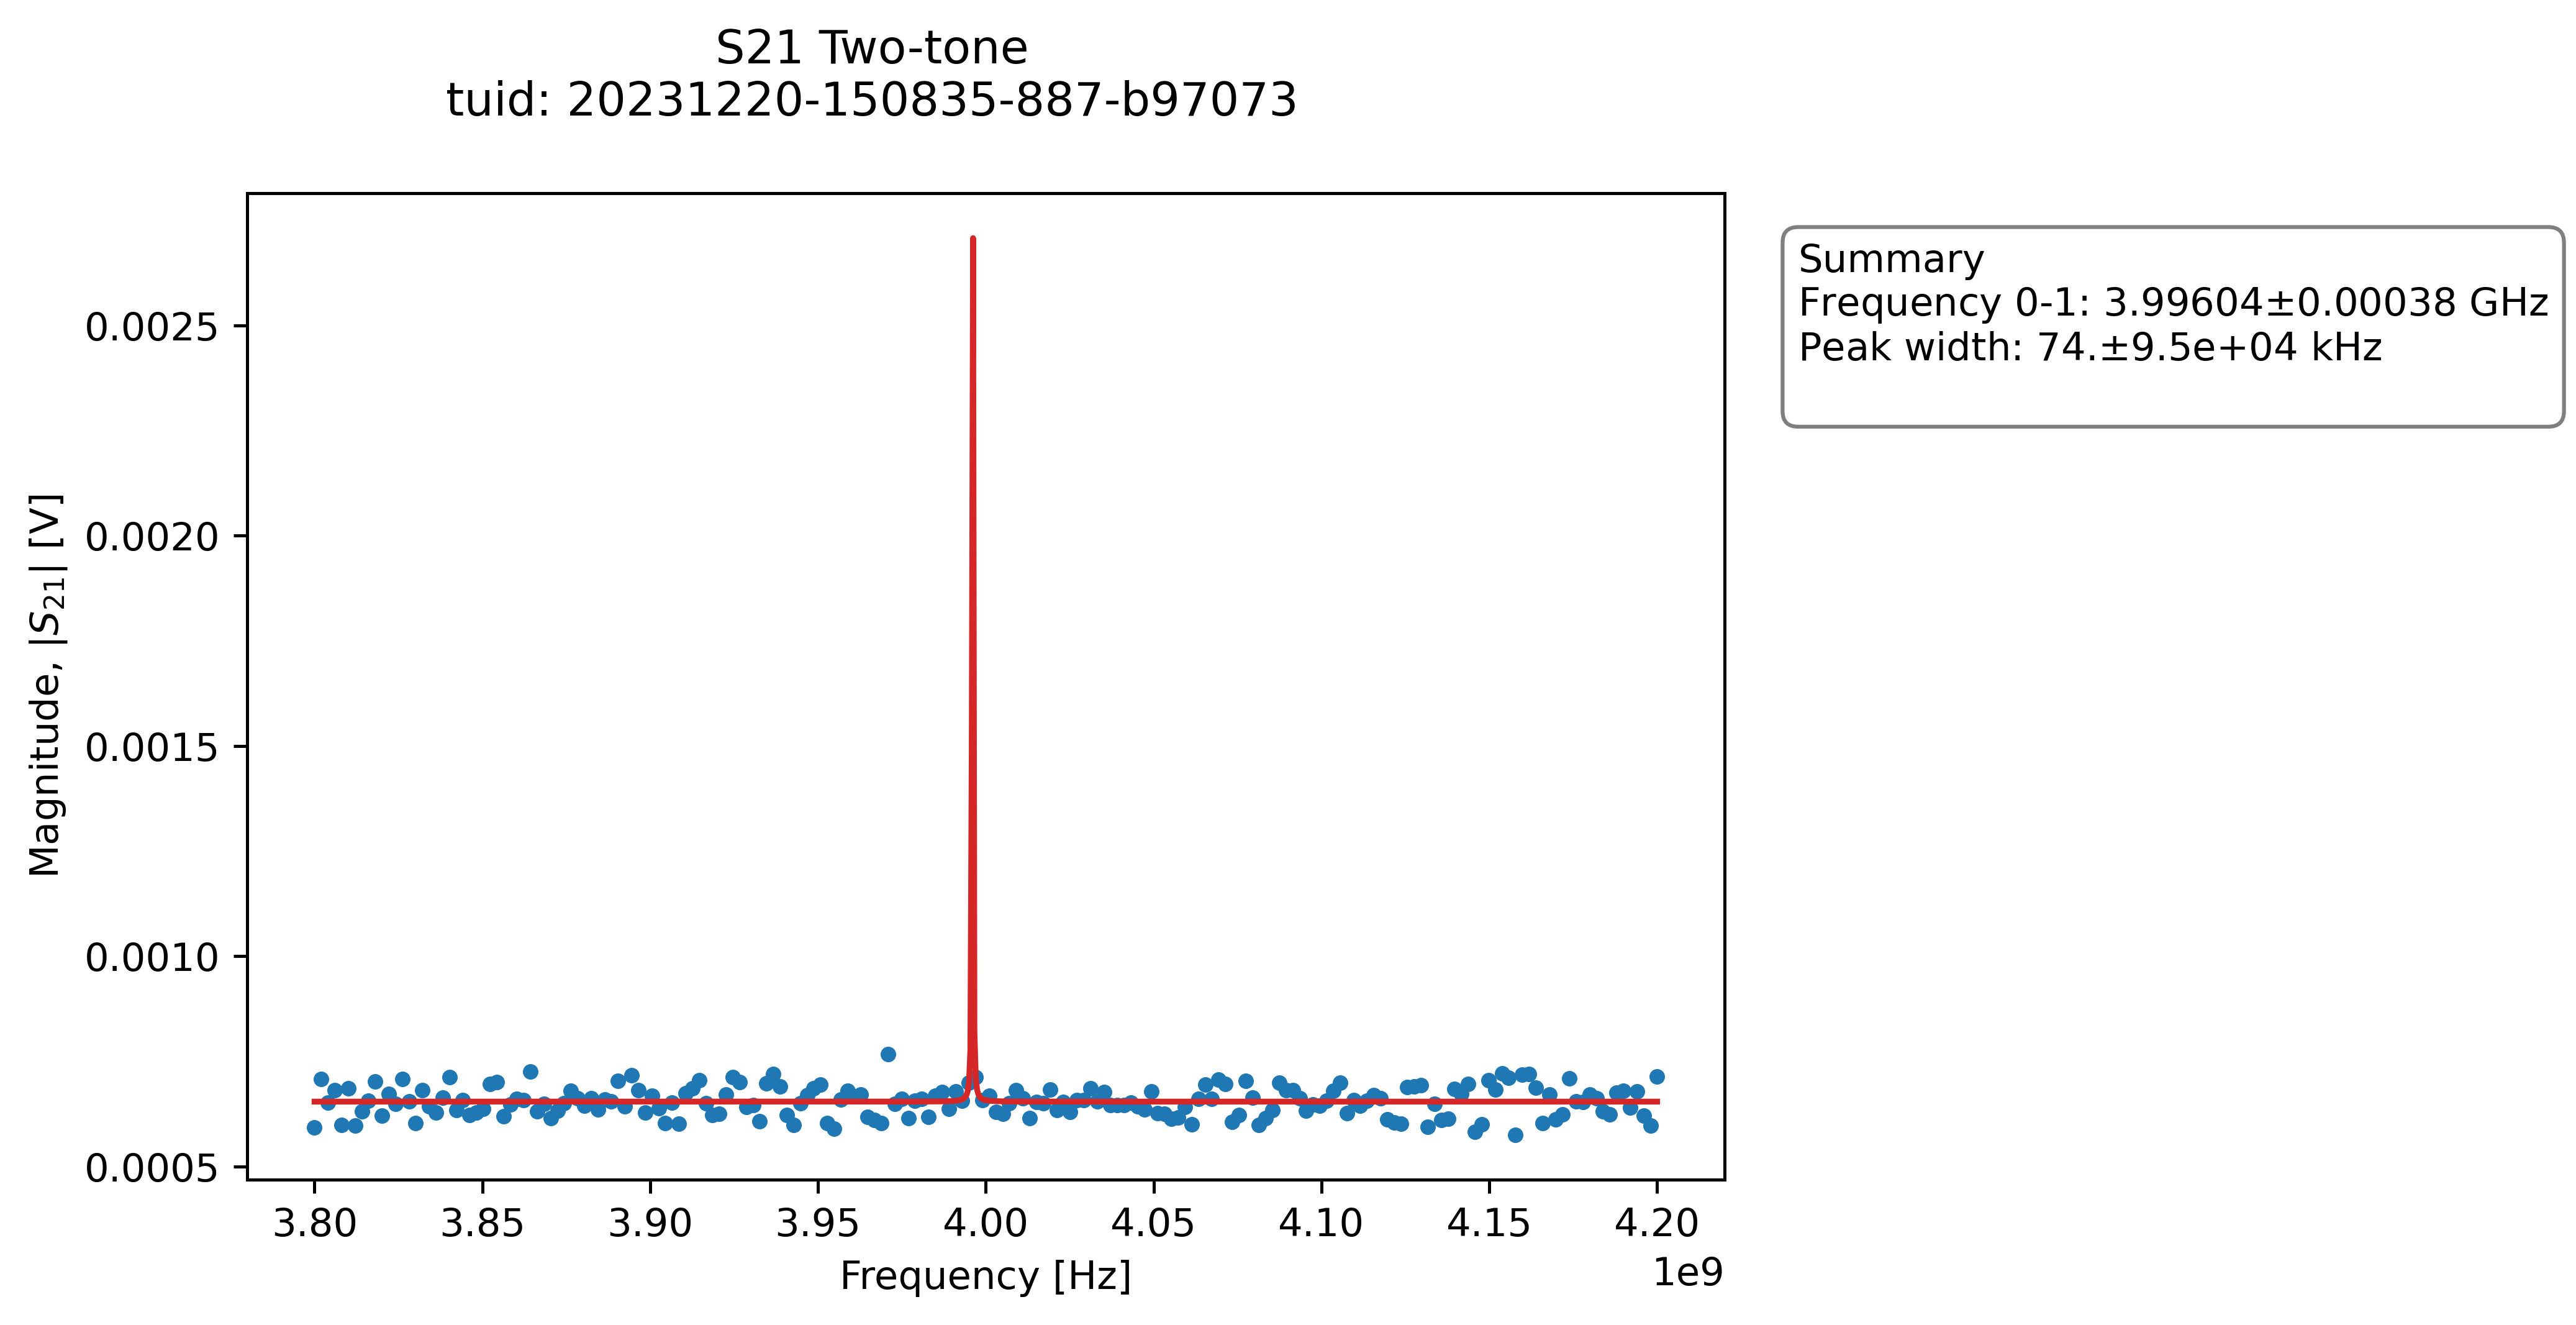 S21 Two-tone
tuid: 20231220-150835-887-b97073
Summary
Frequency 0-1: 3.99604±0.00038 GHz
Peak width: 74.±9.5e+04 kHz
Magnitude, |S21| [V]
0.0025
0.0020
0.0015
0.0010
0.0005
3.80 3.85 3.90 3.95 4.00 4.05 4.10 4.15 4.20
1e9
Frequency [Hz]